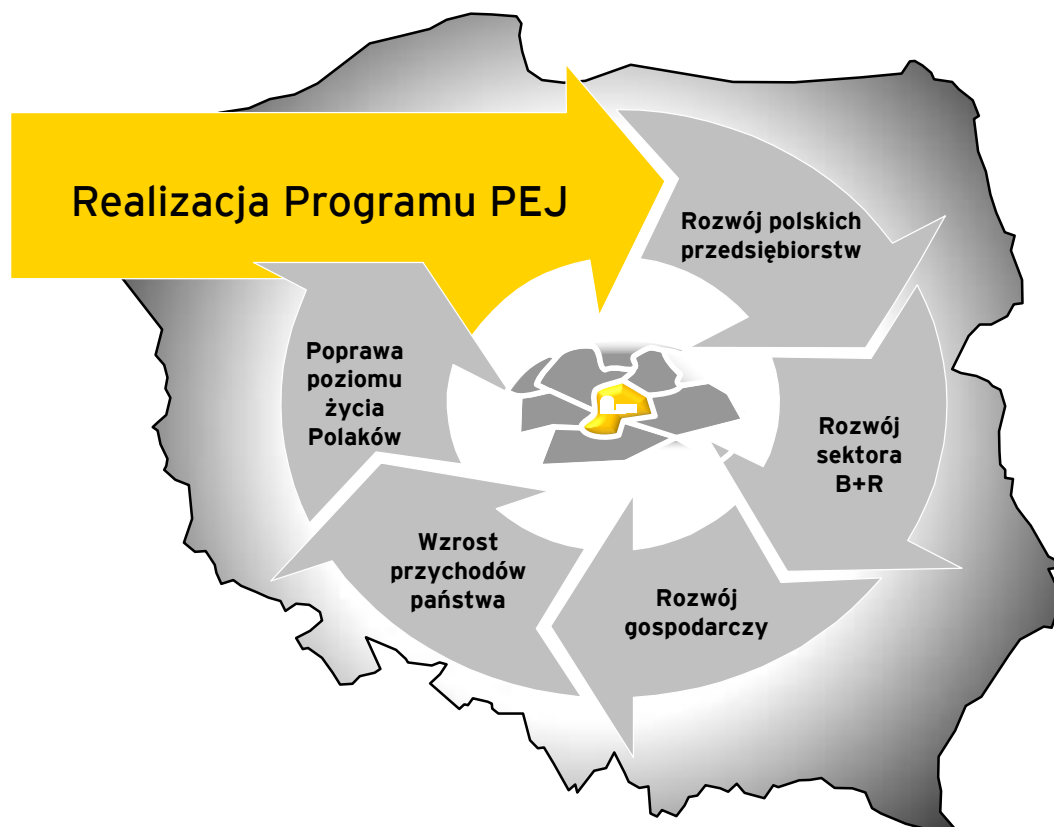 Realizacja Programu PEJ
Rozwój polskich
przedsiębiorstw
Rozwój
sektora
B+R
Rozwój
gospodarczy
Wzrost
przychodów
państwa
Poprawa
poziomu
życia
Polaków